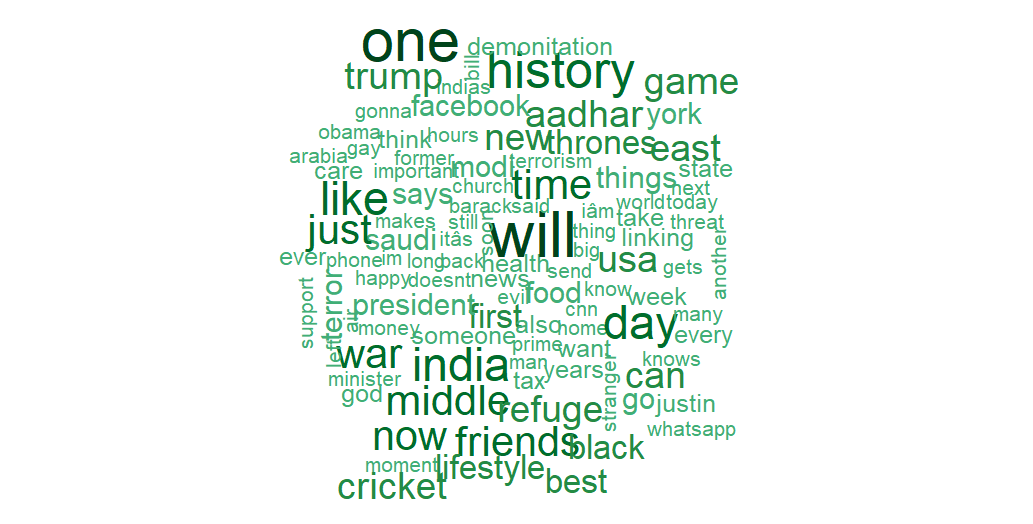 one
demonitation
trump
bill
history
game
indias
gonna
facebook
aadhar
york
obama
think
hours
new
thrones
east
arabia
gay
former
modi
terrorism
state
care
important
things
next
like
says
church
time
world
today
barack
said
iâm
take
threat
just
makes
still
soon
will
thing
saudi
itâs
linking
big
ever
phone
im
long
back
health
usa
gets
another
happy
doesnt
news
send
support
terror
evil
food
know
week
president
air
first
cnn
day
many
money
also
home
every
left
someone
prime
want
war
india
man
knows
minister
tax
years
stranger
can
god
middle
refuge
go
justin
now
friends
black
whatsapp
moment
lifestyle
cricket
best